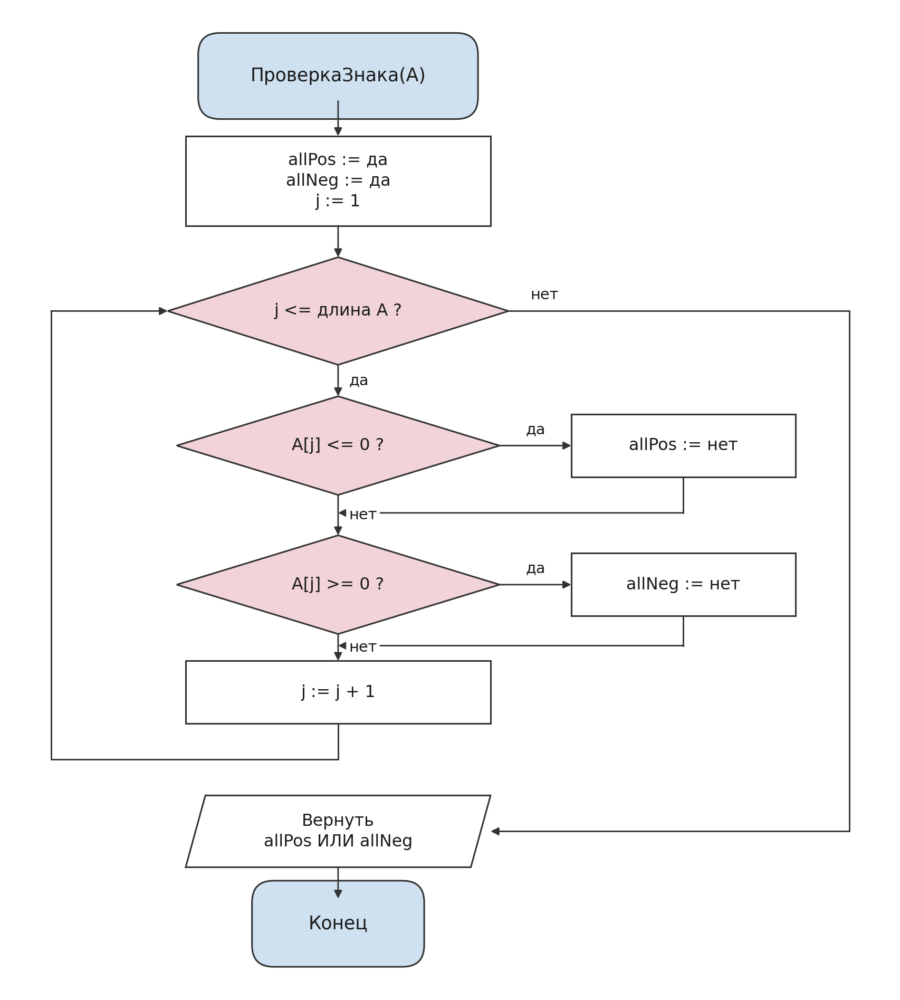 ПроверкаЗнака(A)
allPos := да
allNeg := да
j := 1
j <= длина A ?
нет
да
A[j] <= 0 ?
да
allPos := нет
нет
A[j] >= 0 ?
да
allNeg := нет
нет
j := j + 1
Вернуть
allPos ИЛИ allNeg
Конец